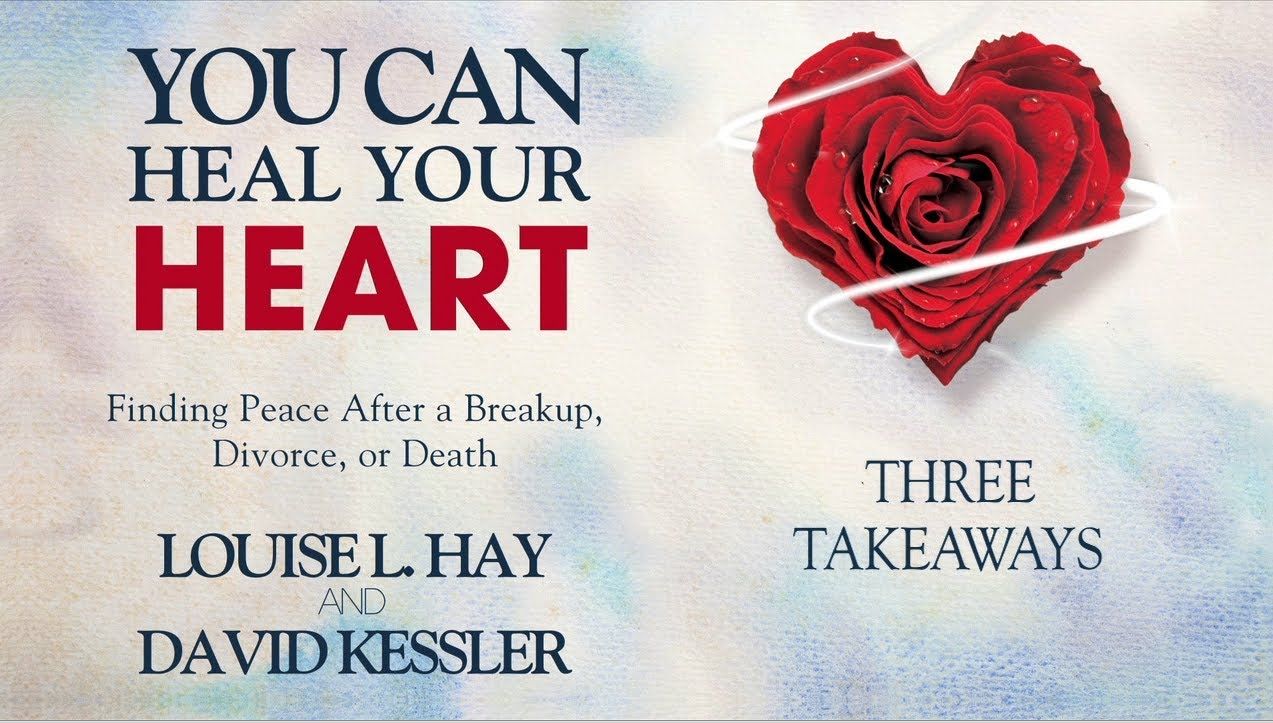 YOU CAN
HEAL YOUR
HEART
Finding Peace After a Breakup,
Divorce, or Death
LOUISE L. HAY
AND
DAVID KESSLER
THREE
TAKEAWAYS